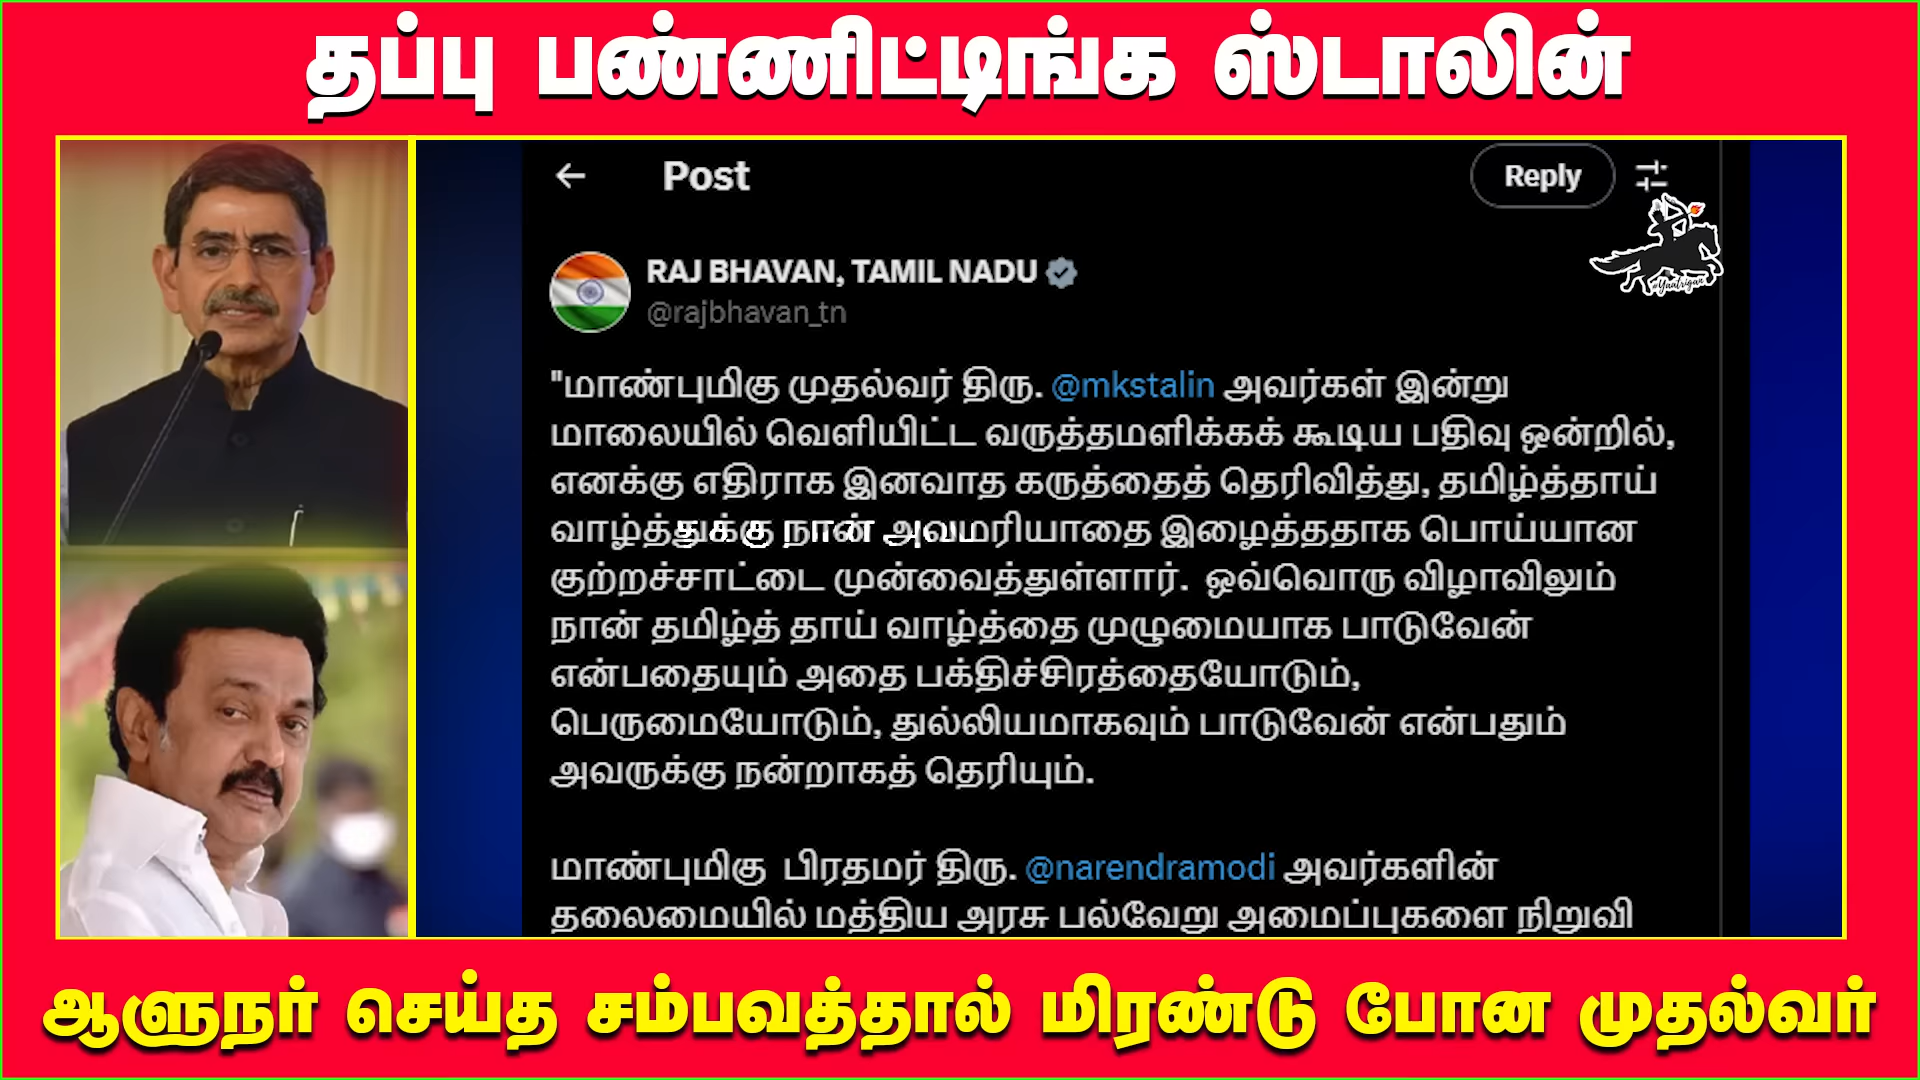 தப்பு பண்ணிட்டிங்க ஸ்டாலின்
Post
Reply
RAJ BHAVAN, TAMIL NADU
@rajbhavan_tn
@Yaatrigan
"மாண்புமிகு முதல்வர் திரு. @mkstalin அவர்கள் இன்று
மாலையில் வெளியிட்ட வருத்தமளிக்கக் கூடிய பதிவு ஒன்றில்,
எனக்கு எதிராக இனவாத கருத்தைத் தெரிவித்து, தமிழ்த்தாய்
வாழ்த்துக்கு நான் அவமரியாதை இழைத்ததாக பொய்யான
குற்றச்சாட்டை முன்வைத்துள்ளார். ஒவ்வொரு விழாவிலும்
நான் தமிழ்த் தாய் வாழ்த்தை முழுமையாக பாடுவேன்
என்பதையும் அதை பக்திச்சிரத்தையோடும்,
பெருமையோடும், துல்லியமாகவும் பாடுவேன் என்பதும்
அவருக்கு நன்றாகத் தெரியும்.
மாண்புமிகு பிரதமர் திரு. @narendramodi அவர்களின்
தலைமையில் மத்திய அரசு பல்வேறு அமைப்புகளை நிறுவி
ஆளுநர் செய்த சம்பவத்தால் மிரண்டு போன முதல்வர்